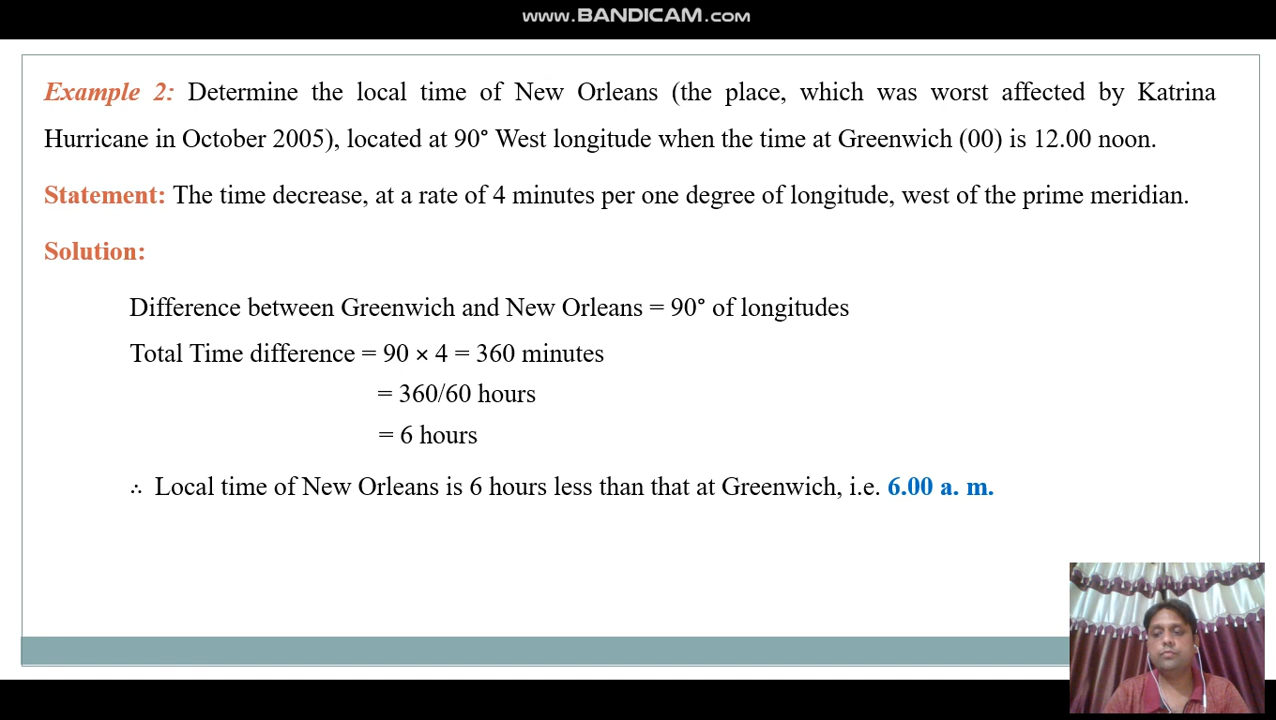 www.BANDICAM.com
Example 2: Determine the local time of New Orleans (the place, which was worst affected by Katrina
Hurricane in October 2005), located at 90° West longitude when the time at Greenwich (00) is 12.00 noon.
Statement: The time decrease, at a rate of 4 minutes per one degree of longitude, west of the prime meridian.
Solution:
Difference between Greenwich and New Orleans = 90° of longitudes
Total Time difference = 90 × 4 = 360 minutes
= 360/60 hours
= 6 hours
∴ Local time of New Orleans is 6 hours less than that at Greenwich, i.e. 6.00 a. m.